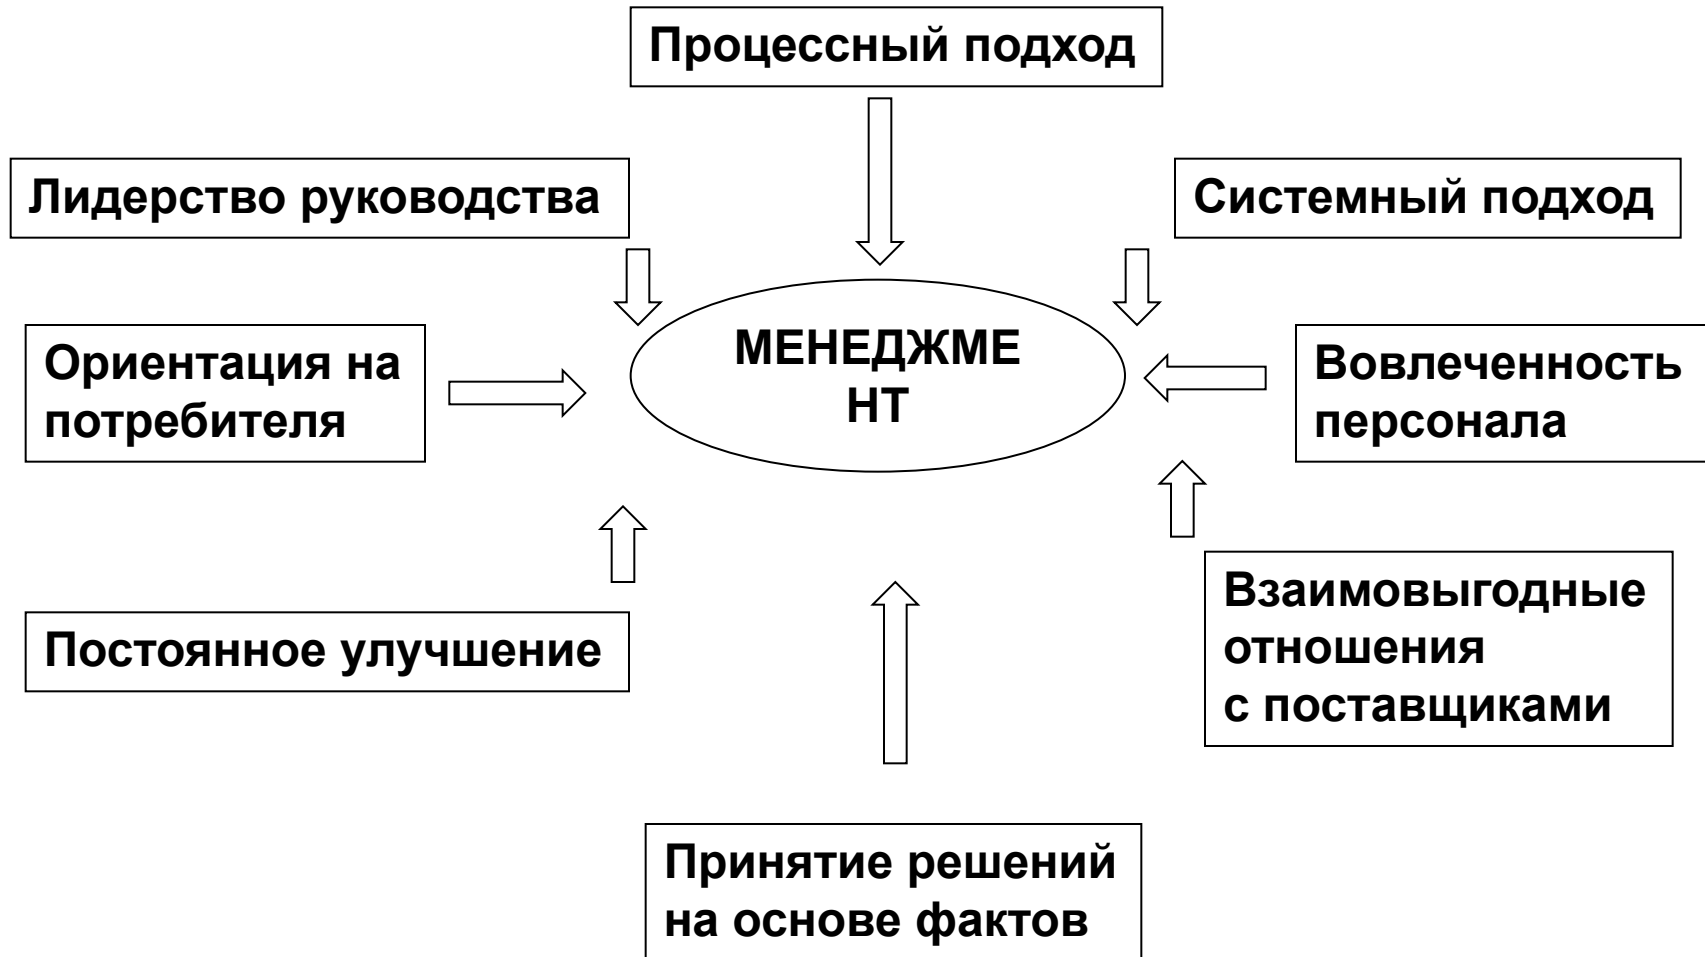 Процессный подход
Лидерство руководства
Системный подход
МЕНЕДЖМЕ
НТ
Ориентация на
потребителя
Вовлеченность
персонала
Постоянное улучшение
Взаимовыгодные
отношения
с поставщиками
Принятие решений
на основе фактов